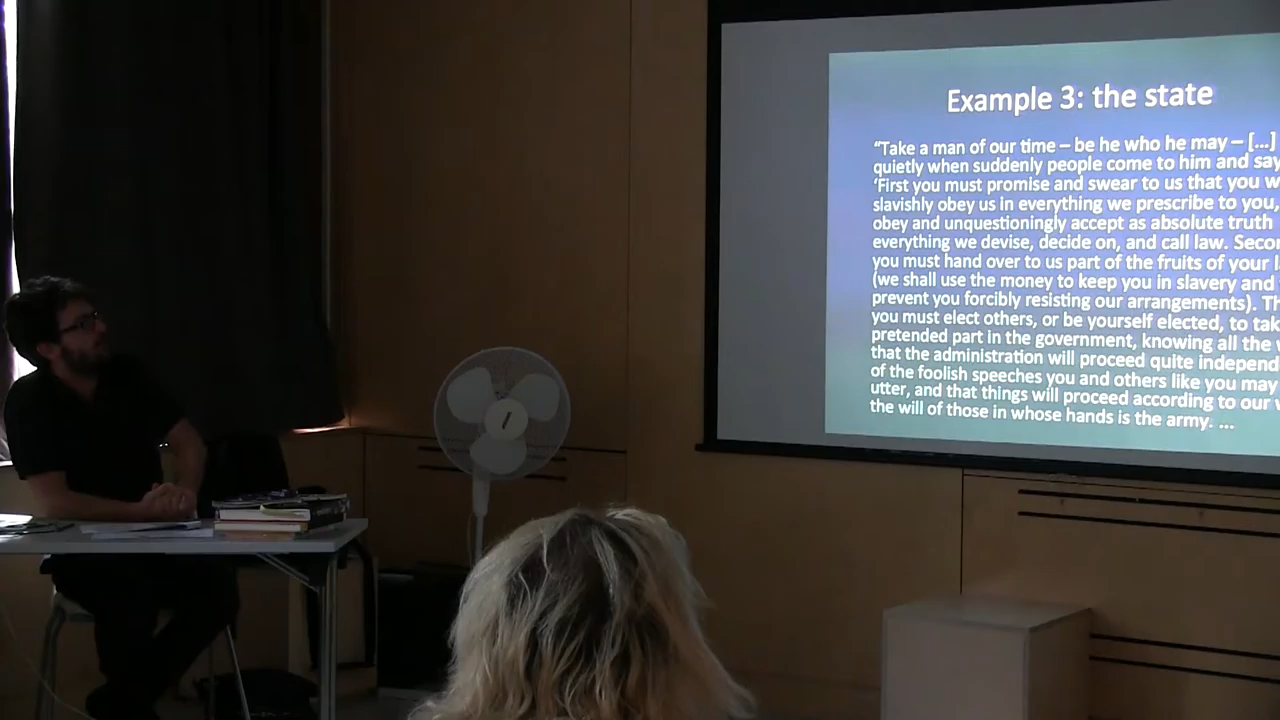 Example 3: the state
“Take a man of our time – be he who he may – [...]
quietly when suddenly people come to him and say
‘First you must promise and swear to us that you w
slavishly obey us in everything we prescribe to you,
obey and unquestioningly accept as absolute truth
everything we devise, decide on, and call law. Secon
you must hand over to us part of the fruits of your l
(we shall use the money to keep you in slavery and
prevent you forcibly resisting our arrangements). Th
you must elect others, or be yourself elected, to tak
pretended part in the government, knowing all the w
that the administration will proceed quite independ
of the foolish speeches you and others like you may
utter, and that things will proceed according to our w
the will of those in whose hands is the army. ...